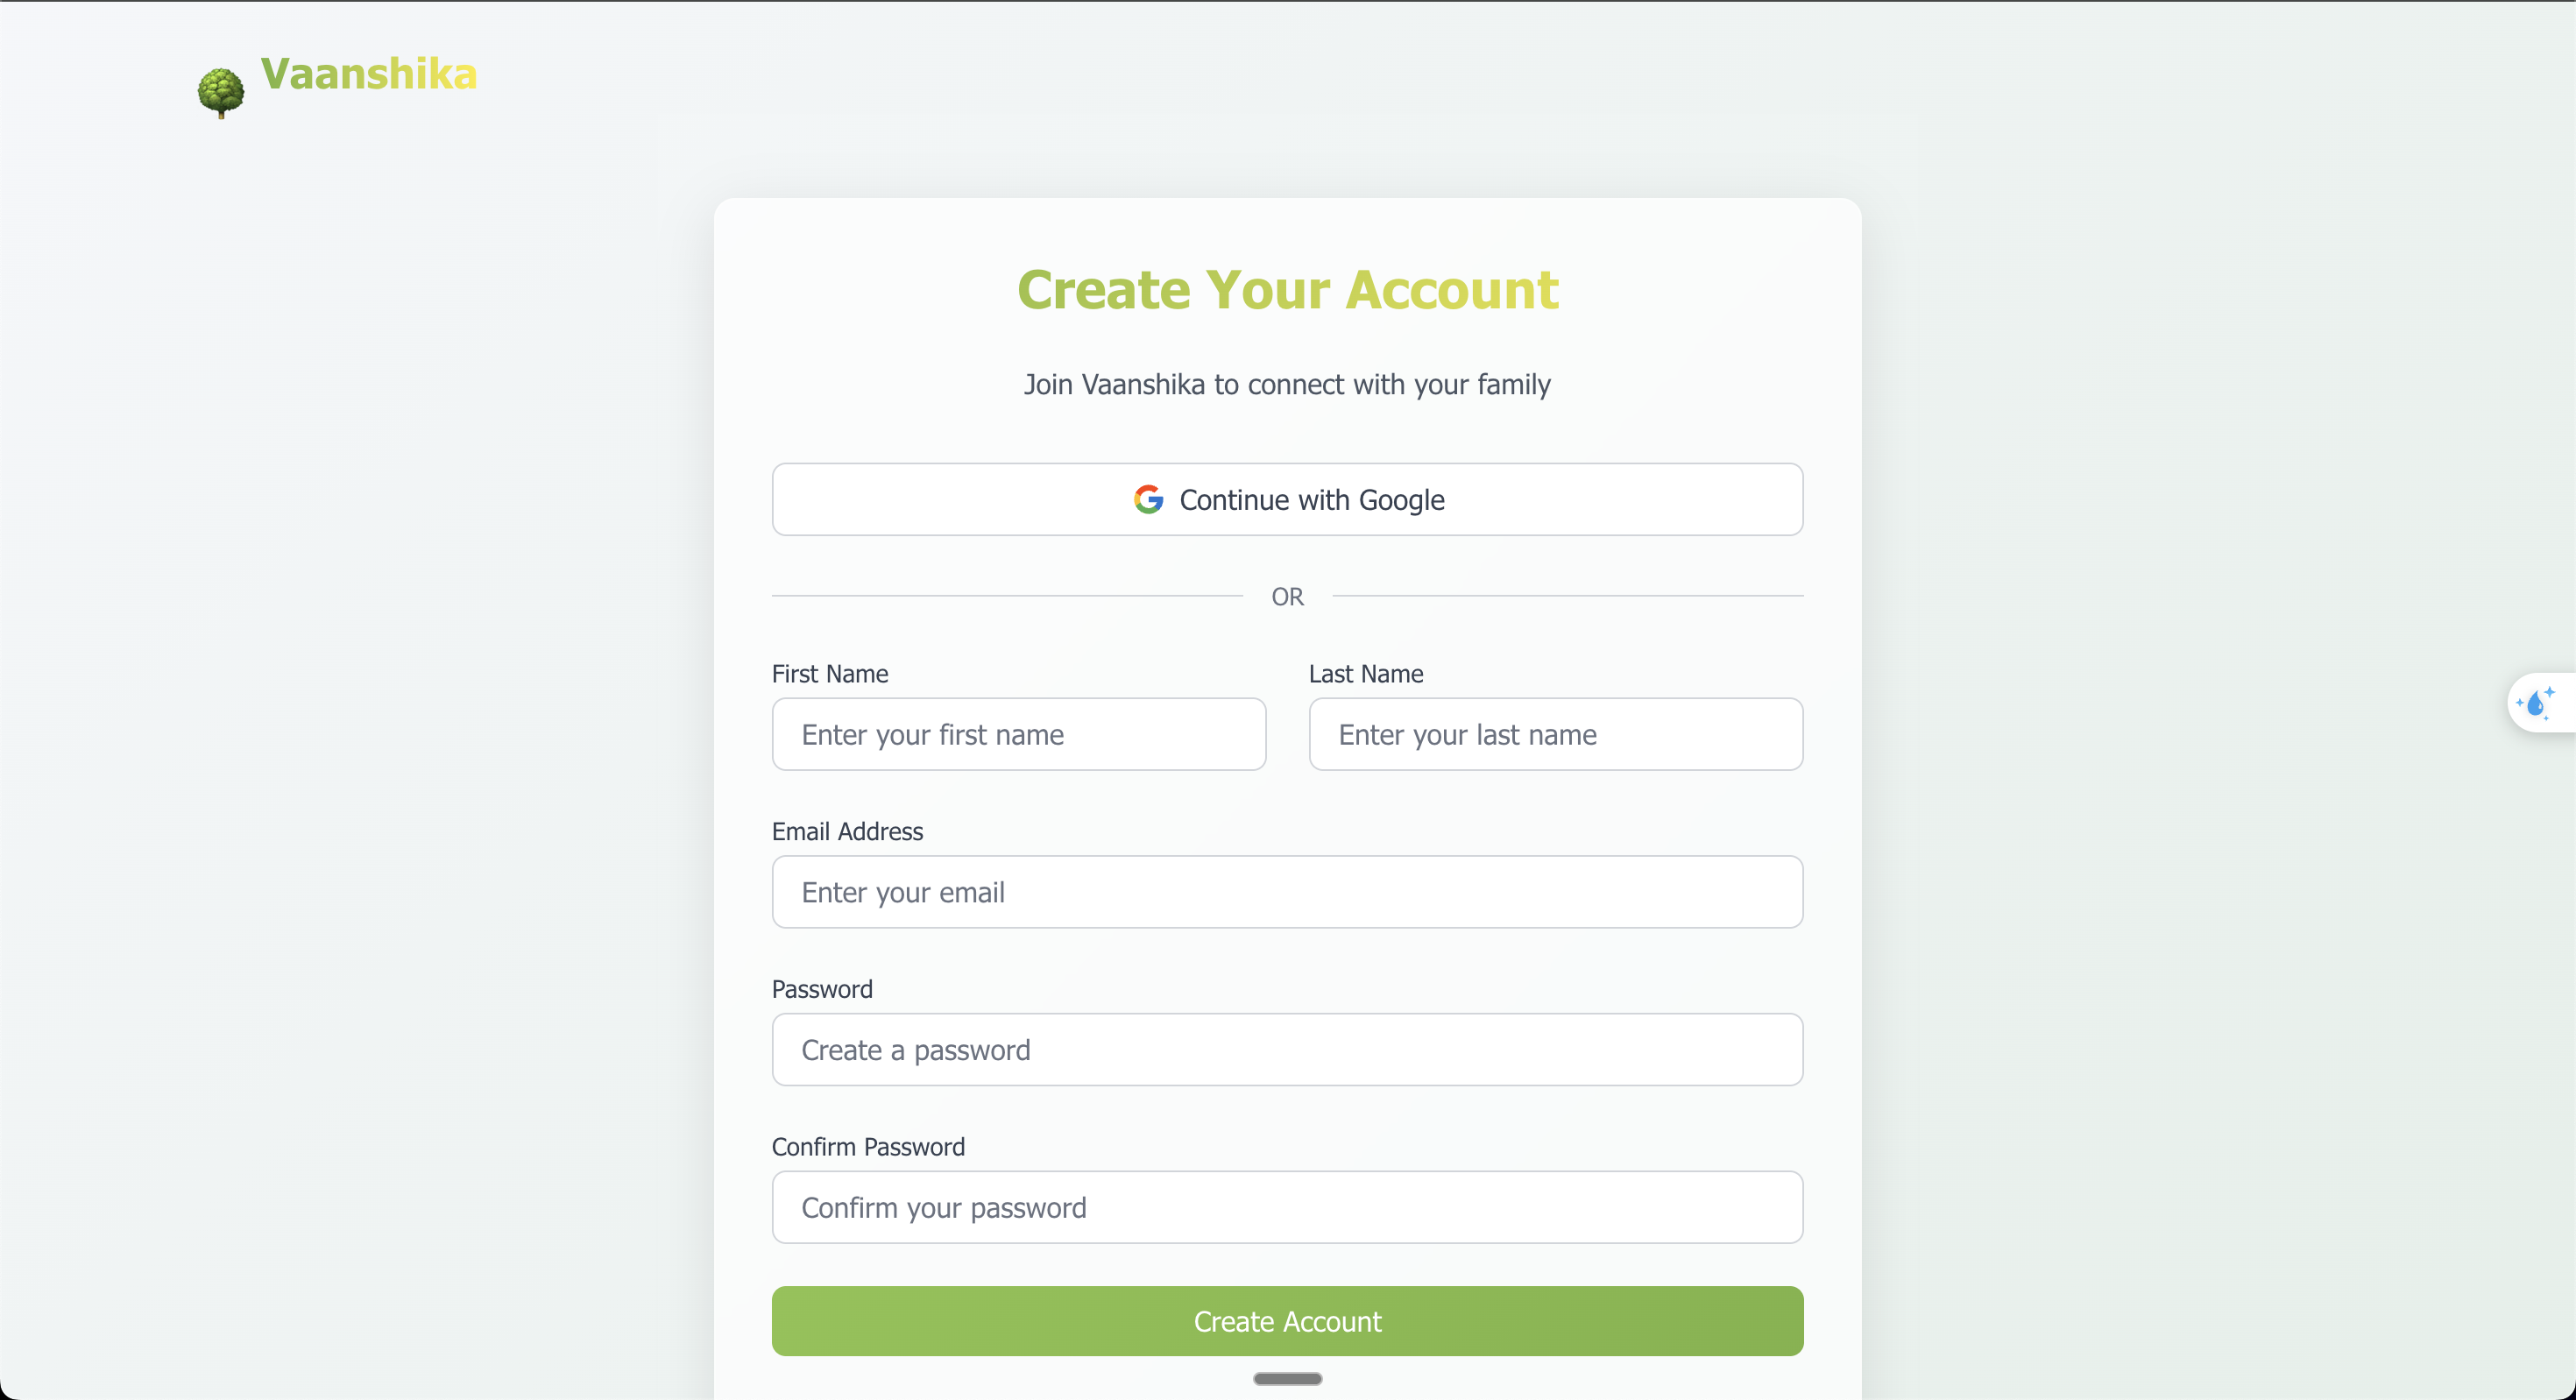 Vaanshika
Create Your Account
Join Vaanshika to connect with your family
Continue with Google
OR
First Name
Last Name
Enter your first name
Enter your last name
Email Address
Enter your email
Password
Create a password
Confirm Password
Confirm your password
Create Account